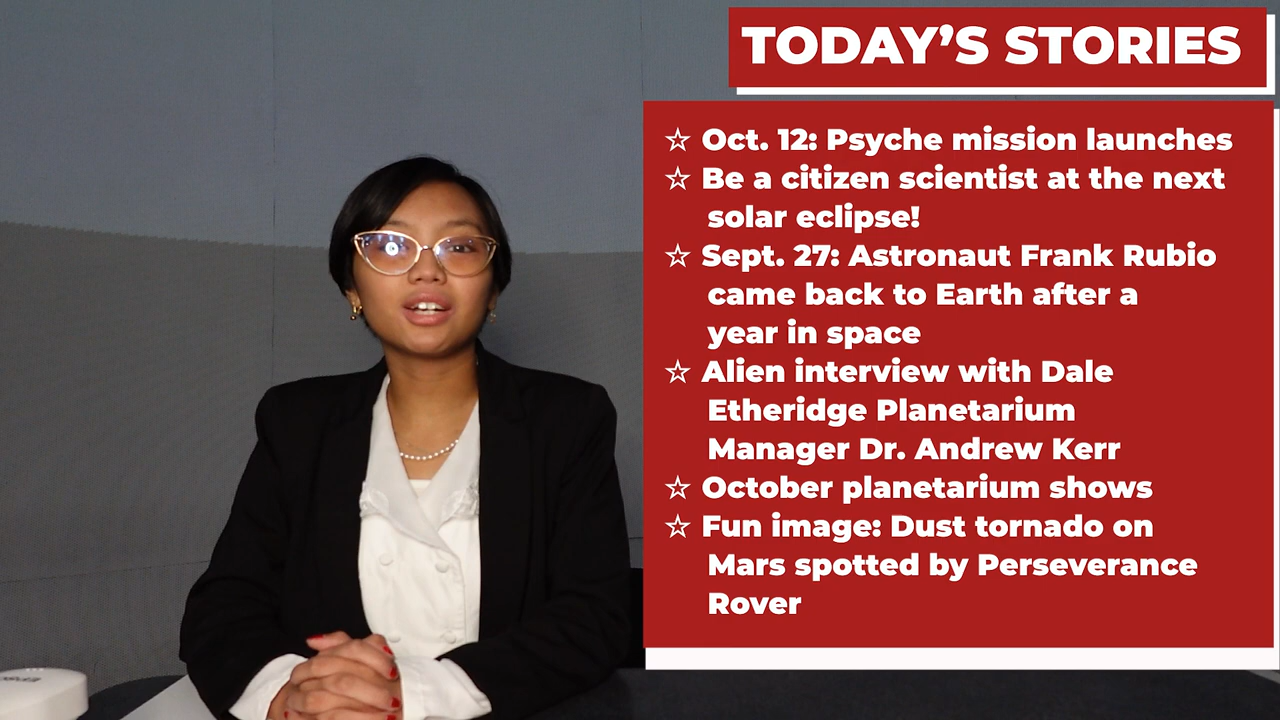 TODAY'S STORIES
☆ Oct. 12: Psyche mission launches
☆ Be a citizen scientist at the next
solar eclipse!
☆ Sept. 27: Astronaut Frank Rubio
came back to Earth after a
year in space
☆ Alien interview with Dale
Etheridge Planetarium
Manager Dr. Andrew Kerr
☆ October planetarium shows
☆ Fun image: Dust tornado on
Mars spotted by Perseverance
Rover